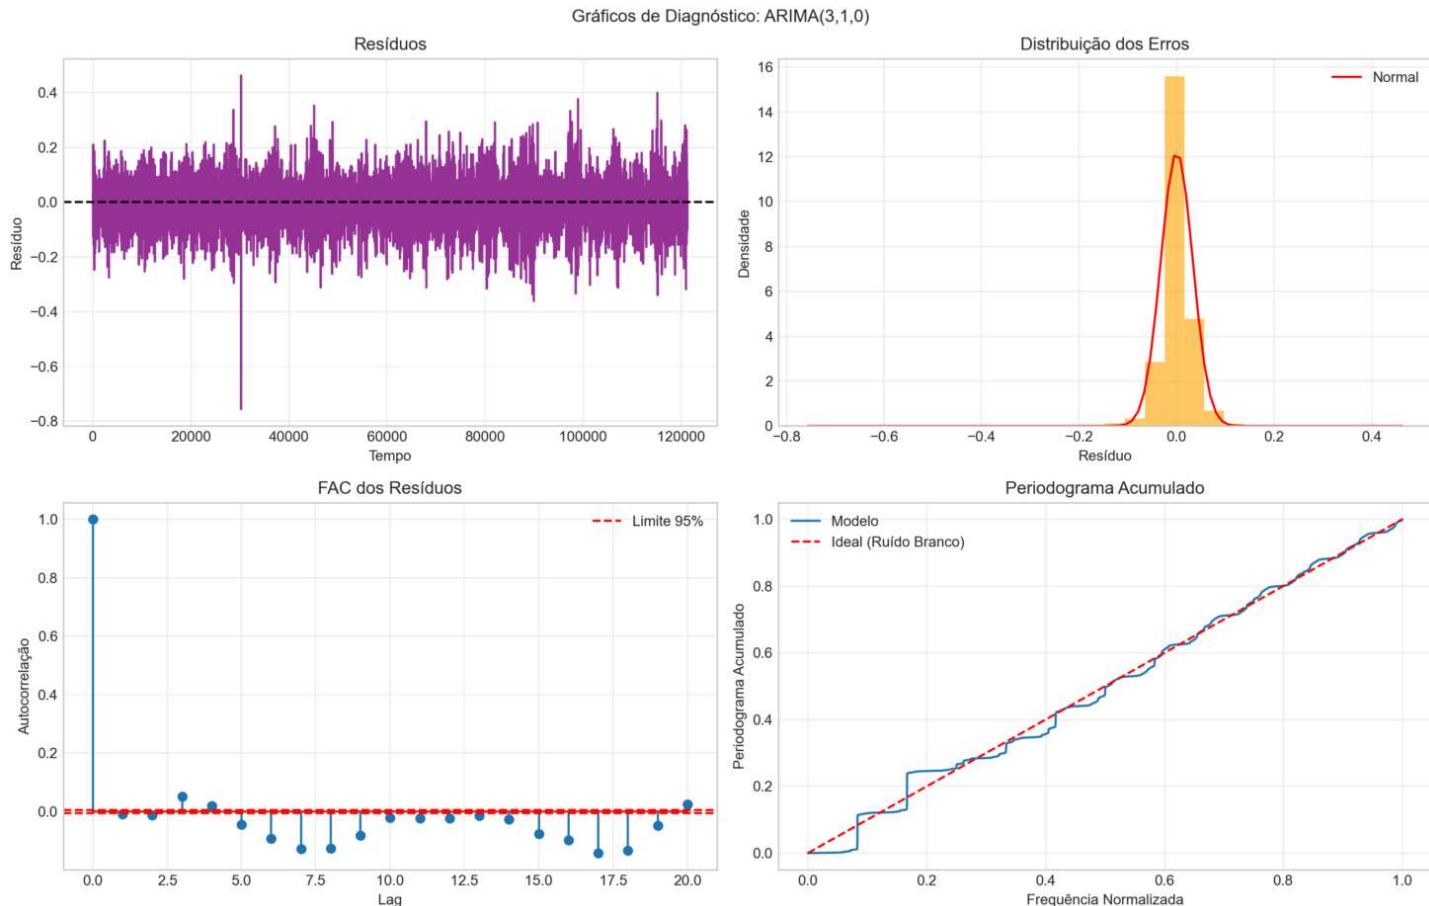 Gráficos de Diagnóstico: ARIMA(3,1,0)
Resíduos
0.4
0.2
0.0
−0.2
−0.4
−0.6
−0.8
Resíduo
0 20000 40000 60000 80000 100000 120000
Tempo
Distribuição dos Erros
Normal
16
14
12
10
8
6
4
2
0
Densidade
−0.8 −0.6 −0.4 −0.2 0.0 0.2 0.4
Resíduo
FAC dos Resíduos
Limite 95%
1.0
0.8
0.6
0.4
0.2
0.0
Autocorrelação
0.0 2.5 5.0 7.5 10.0 12.5 15.0 17.5 20.0
Lag
Periodograma Acumulado
Modelo
Ideal (Ruído Branco)
1.0
0.8
0.6
0.4
0.2
0.0
Periodograma Acumulado
0.0 0.2 0.4 0.6 0.8 1.0
Frequência Normalizada